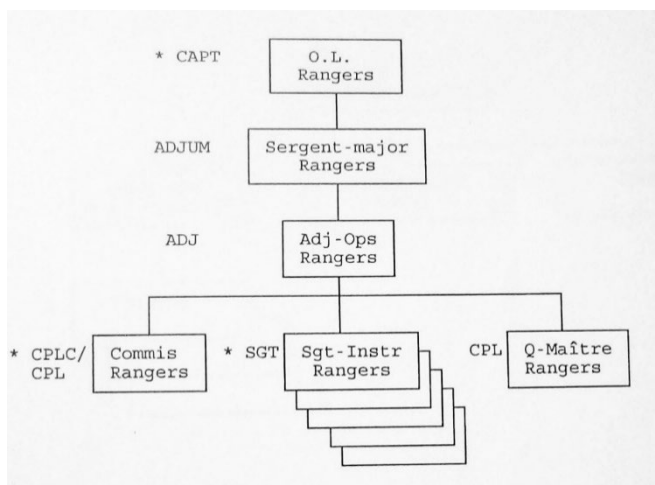 * CAPT
O.L.
Rangers
ADJUM
Sergent-major
Rangers
ADJ
Adj-Ops
Rangers
* CPLC/
CPL
Commis
Rangers
* SGT
Sgt-Instr
Rangers
CPL
Q-Maître
Rangers